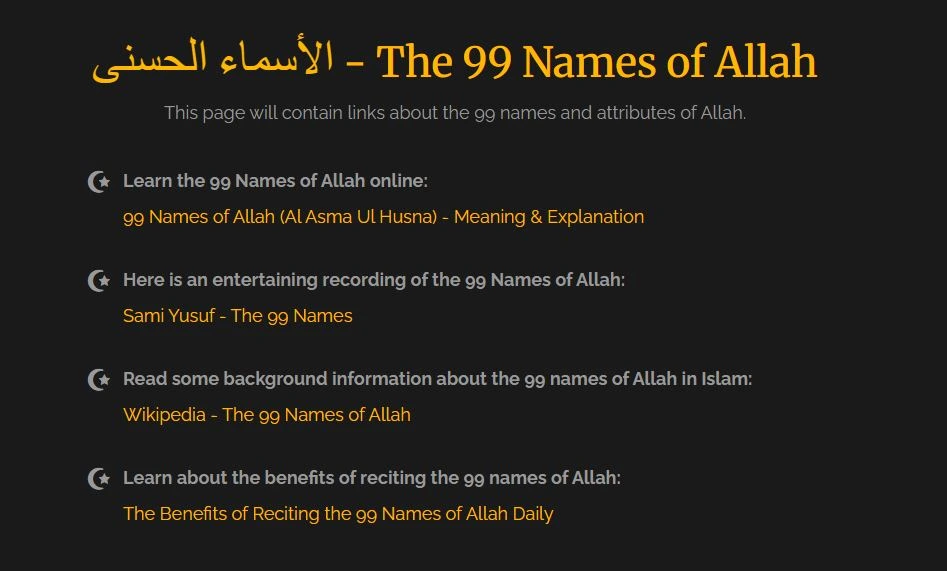 الأسماء الحسنى - The 99 Names of Allah
This page will contain links about the 99 names and attributes of Allah.
Learn the 99 Names of Allah online:
99 Names of Allah (Al Asma Ul Husna) - Meaning & Explanation
Here is an entertaining recording of the 99 Names of Allah:
Sami Yusuf - The 99 Names
Read some background information about the 99 names of Allah in Islam:
Wikipedia - The 99 Names of Allah
Learn about the benefits of reciting the 99 names of Allah:
The Benefits of Reciting the 99 Names of Allah Daily